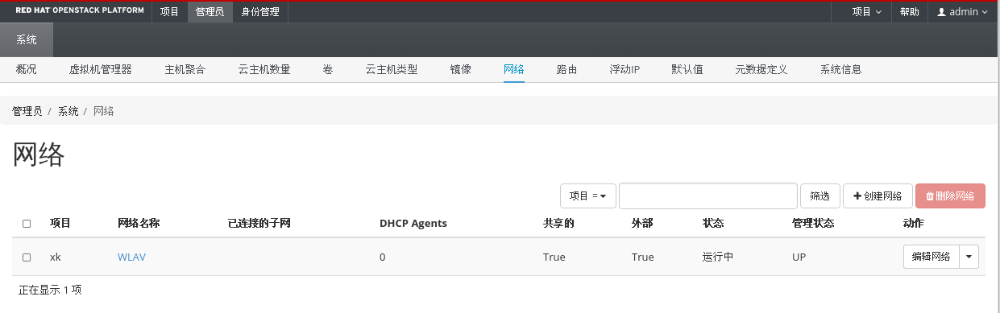 RED HAT OPENSTACK PLATFORM 项目 管理员 身份管理 项目 帮助 admin
系统
概况 虚拟机管理器 主机聚合 云主机数量 卷 云主机类型 镜像 网络 路由 浮动IP 默认值 元数据定义 系统信息
管理员 / 系统 / 网络
网络
项目 = 筛选 创建网络 删除网络
项目 网络名称 已连接的子网 DHCP Agents 共享的 外部 状态 管理状态 动作
xk WLAV 0 True True 运行中 UP 编辑网络
正在显示 1 项